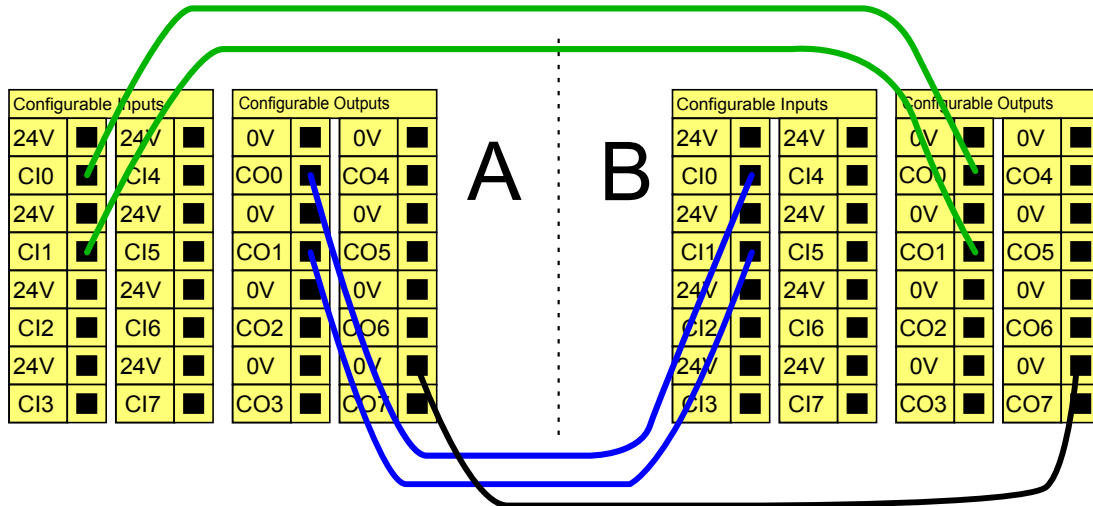 Configurable Inputs
24V 24V
CI0 CI4
24V 24V
CI1 CI5
24V 24V
CI2 CI6
24V 24V
CI3 CI7
Configurable Outputs
0V 0V
CO0 CO4
0V 0V
CO1 CO5
0V 0V
CO2 CO6
0V 0V
CO3 CO7
A
B
Configurable Inputs
24V 24V
CI0 CI4
24V 24V
CI1 CI5
24V 24V
CI2 CI6
24V 24V
CI3 CI7
Configurable Outputs
0V 0V
CO0 CO4
0V 0V
CO1 CO5
0V 0V
CO2 CO6
0V 0V
CO3 CO7